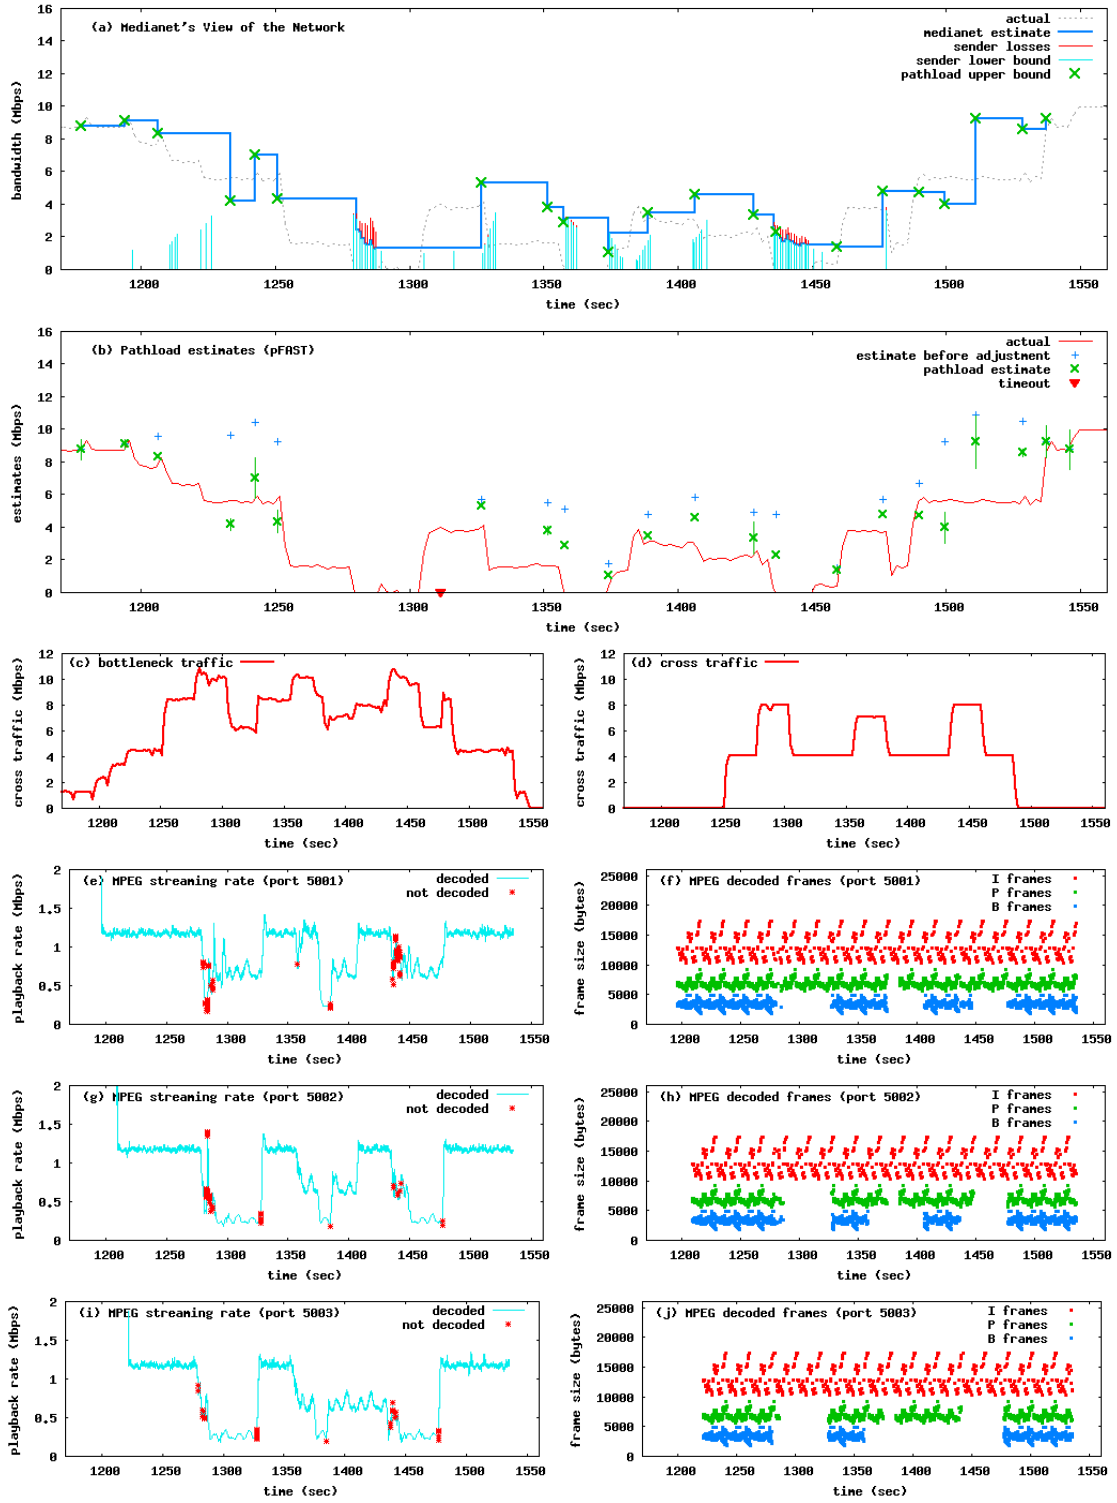 (a) Medianet's View of the Network
actual
medianet estimate
sender losses
sender lower bound
pathload upper bound
bandwidth (Mbps)
16
14
12
10
8
6
4
2
0
1200 1250 1300 1350 1400 1450 1500 1550
time (sec)
(b) Pathload estimates (pFAST)
actual
estimate before adjustment
pathload estimate
timeout
estimates (Mbps)
16
14
12
10
8
6
4
2
0
1200 1250 1300 1350 1400 1450 1500 1550
time (sec)
(c) bottleneck traffic
cross traffic (Mbps)
12
10
8
6
4
2
0
1200 1250 1300 1350 1400 1450 1500 1550
time (sec)
(d) cross traffic
cross traffic (Mbps)
12
10
8
6
4
2
0
1200 1250 1300 1350 1400 1450 1500 1550
time (sec)
(e) MPEG streaming rate (port 5001)
decoded
not decoded
playback rate (Mbps)
2
1.5
1
0.5
0
1200 1250 1300 1350 1400 1450 1500 1550
time (sec)
(f) MPEG decoded frames (port 5001)
I frames
P frames
B frames
frame size (bytes)
25000
20000
15000
10000
5000
0
1200 1250 1300 1350 1400 1450 1500 1550
time (sec)
(g) MPEG streaming rate (port 5002)
decoded
not decoded
playback rate (Mbps)
2
1.5
1
0.5
0
1200 1250 1300 1350 1400 1450 1500 1550
time (sec)
(h) MPEG decoded frames (port 5002)
I frames
P frames
B frames
frame size (bytes)
25000
20000
15000
10000
5000
0
1200 1250 1300 1350 1400 1450 1500 1550
time (sec)
(i) MPEG streaming rate (port 5003)
decoded
not decoded
playback rate (Mbps)
2
1.5
1
0.5
0
1200 1250 1300 1350 1400 1450 1500 1550
time (sec)
(j) MPEG decoded frames (port 5003)
I frames
P frames
B frames
frame size (bytes)
25000
20000
15000
10000
5000
0
1200 1250 1300 1350 1400 1450 1500 1550
time (sec)